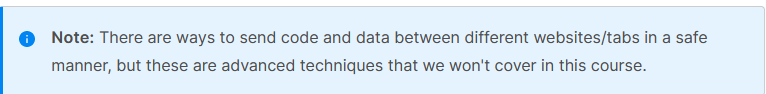 Note: There are ways to send code and data between different websites/tabs in a safe
manner, but these are advanced techniques that we won't cover in this course.